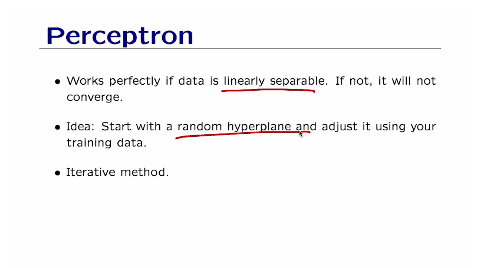 Perceptron
• Works perfectly if data is linearly separable. If not, it will not
converge.
• Idea: Start with a random hyperplane and adjust it using your
training data.
• Iterative method.